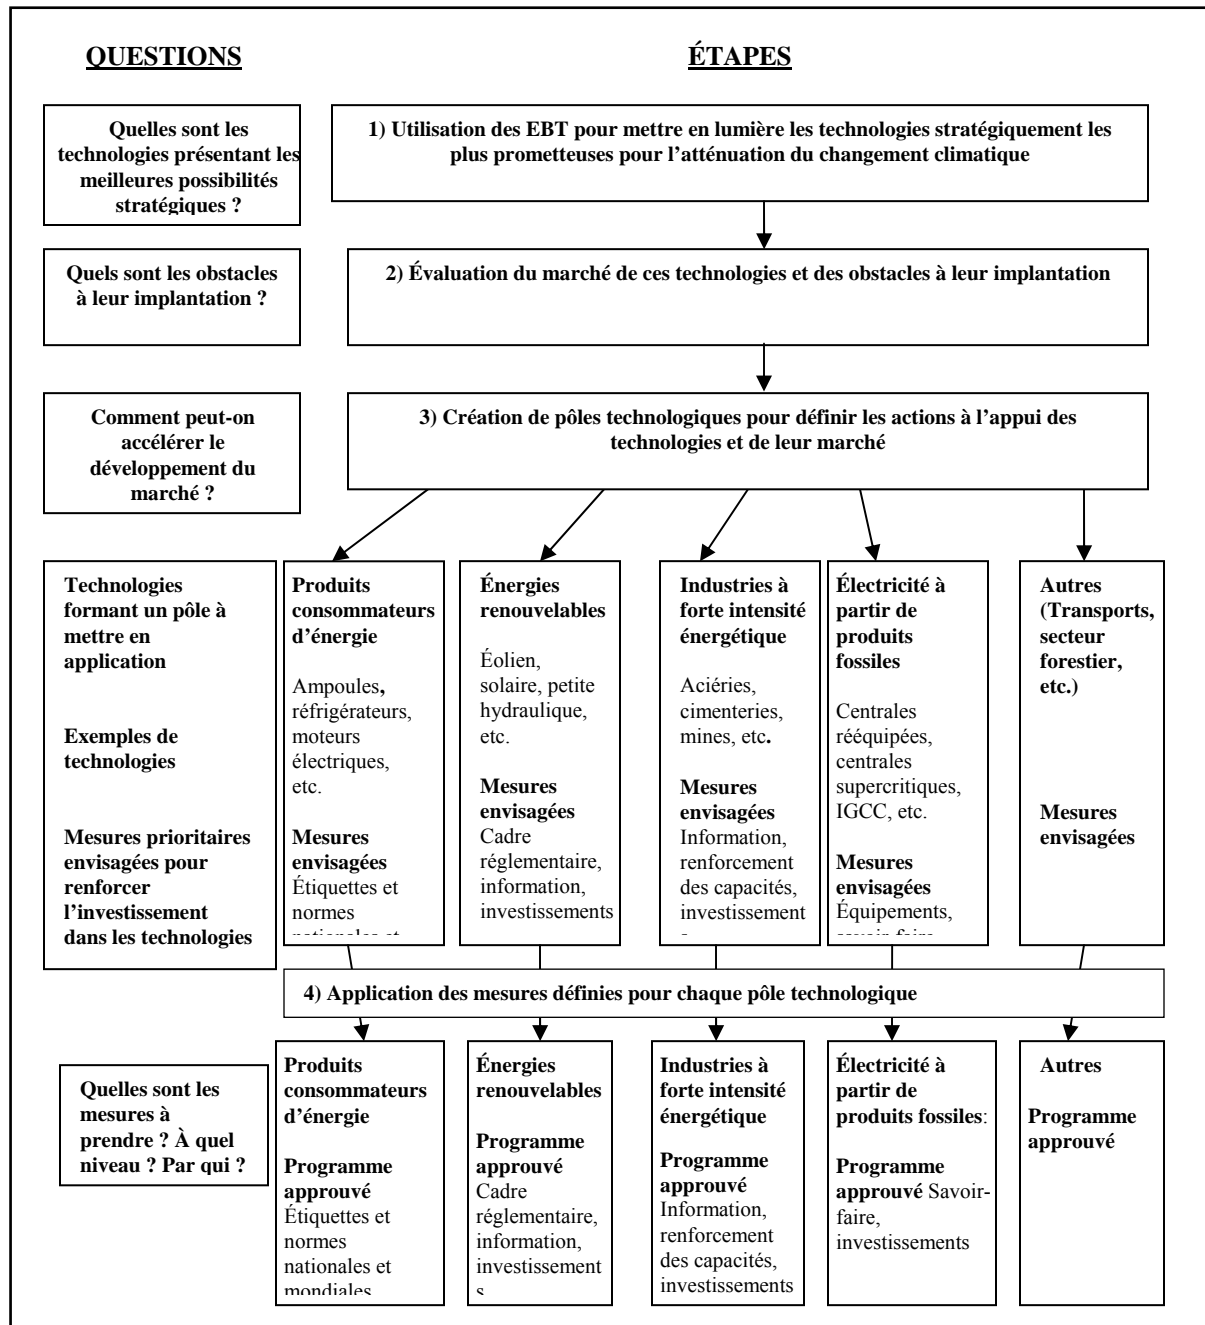 QUESTIONS
ÉTAPES
Quelles sont les
technologies présentant les
meilleures possibilités
stratégiques ?
1) Utilisation des EBT pour mettre en lumière les technologies stratégiquement les
plus prometteuses pour l’atténuation du changement climatique
Quels sont les obstacles
à leur implantation ?
2) Évaluation du marché de ces technologies et des obstacles à leur implantation
Comment peut-on
accélérer le
développement du
marché ?
3) Création de pôles technologiques pour définir les actions à l’appui des
technologies et de leur marché
Technologies
formant un pôle à
mettre en
application
Exemples de
technologies
Mesures prioritaires
envisagées pour
renforcer
l’investissement
dans les technologies
Produits
consommateurs
d’énergie
Ampoules,
réfrigérateurs,
moteurs
électriques,
etc.
Mesures
envisagées
Étiquettes et
normes
nationales et
Énergies
renouvelables
Éolien,
solaire, petite
hydraulique,
etc.
Mesures
envisagées
Cadre
réglementaire,
information,
investissements
Industries à
forte intensité
énergétique
Aciéries,
cimenteries,
mines, etc.
Mesures
envisagées
Information,
renforcement
des capacités,
investissement
s
Électricité à
partir de
produits
fossiles
Centrales
rééquipées,
centrales
supercritiques,
IGCC, etc.
Mesures
envisagées
Équipements,
savoir-faire
Autres
(Transports,
secteur
forestier,
etc.)
Mesures
envisagées
4) Application des mesures définies pour chaque pôle technologique
Quelles sont les
mesures à
prendre ? À quel
niveau ? Par qui ?
Produits
consommateurs
d’énergie
Programme
approuvé
Étiquettes et
normes
nationales et
mondiales
Énergies
renouvelables
Programme
approuvé
Cadre
réglementaire,
information,
investissement
s
Industries à
forte intensité
énergétique
Programme
approuvé
Information,
renforcement
des capacités,
investissements
Électricité à
partir de
produits fossiles:
Programme
approuvé Savoir-
faire,
investissements
Autres
Programme
approuvé